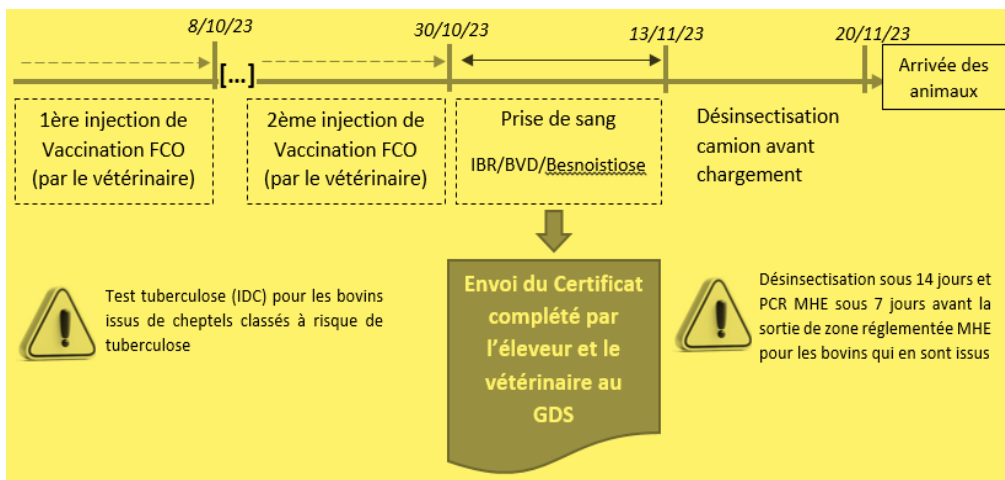 8/10/23
30/10/23
13/11/23
20/11/23
[...]
Arrivée des
animaux
1ère injection de
Vaccination FCO
(par le vétérinaire)
2ème injection de
Vaccination FCO
(par le vétérinaire)
Prise de sang
IBR/BVD/Besnoistiose
Désinsectisation
camion avant
chargement
Test tuberculose (IDC) pour les bovins
issus de cheptels classés à risque de
tuberculose
Envoi du Certificat
complété par
l'éleveur et le
vétérinaire au
GDS
Désinsectisation sous 14 jours et
PCR MHE sous 7 jours avant la
sortie de zone réglementée MHE
pour les bovins qui en sont issus